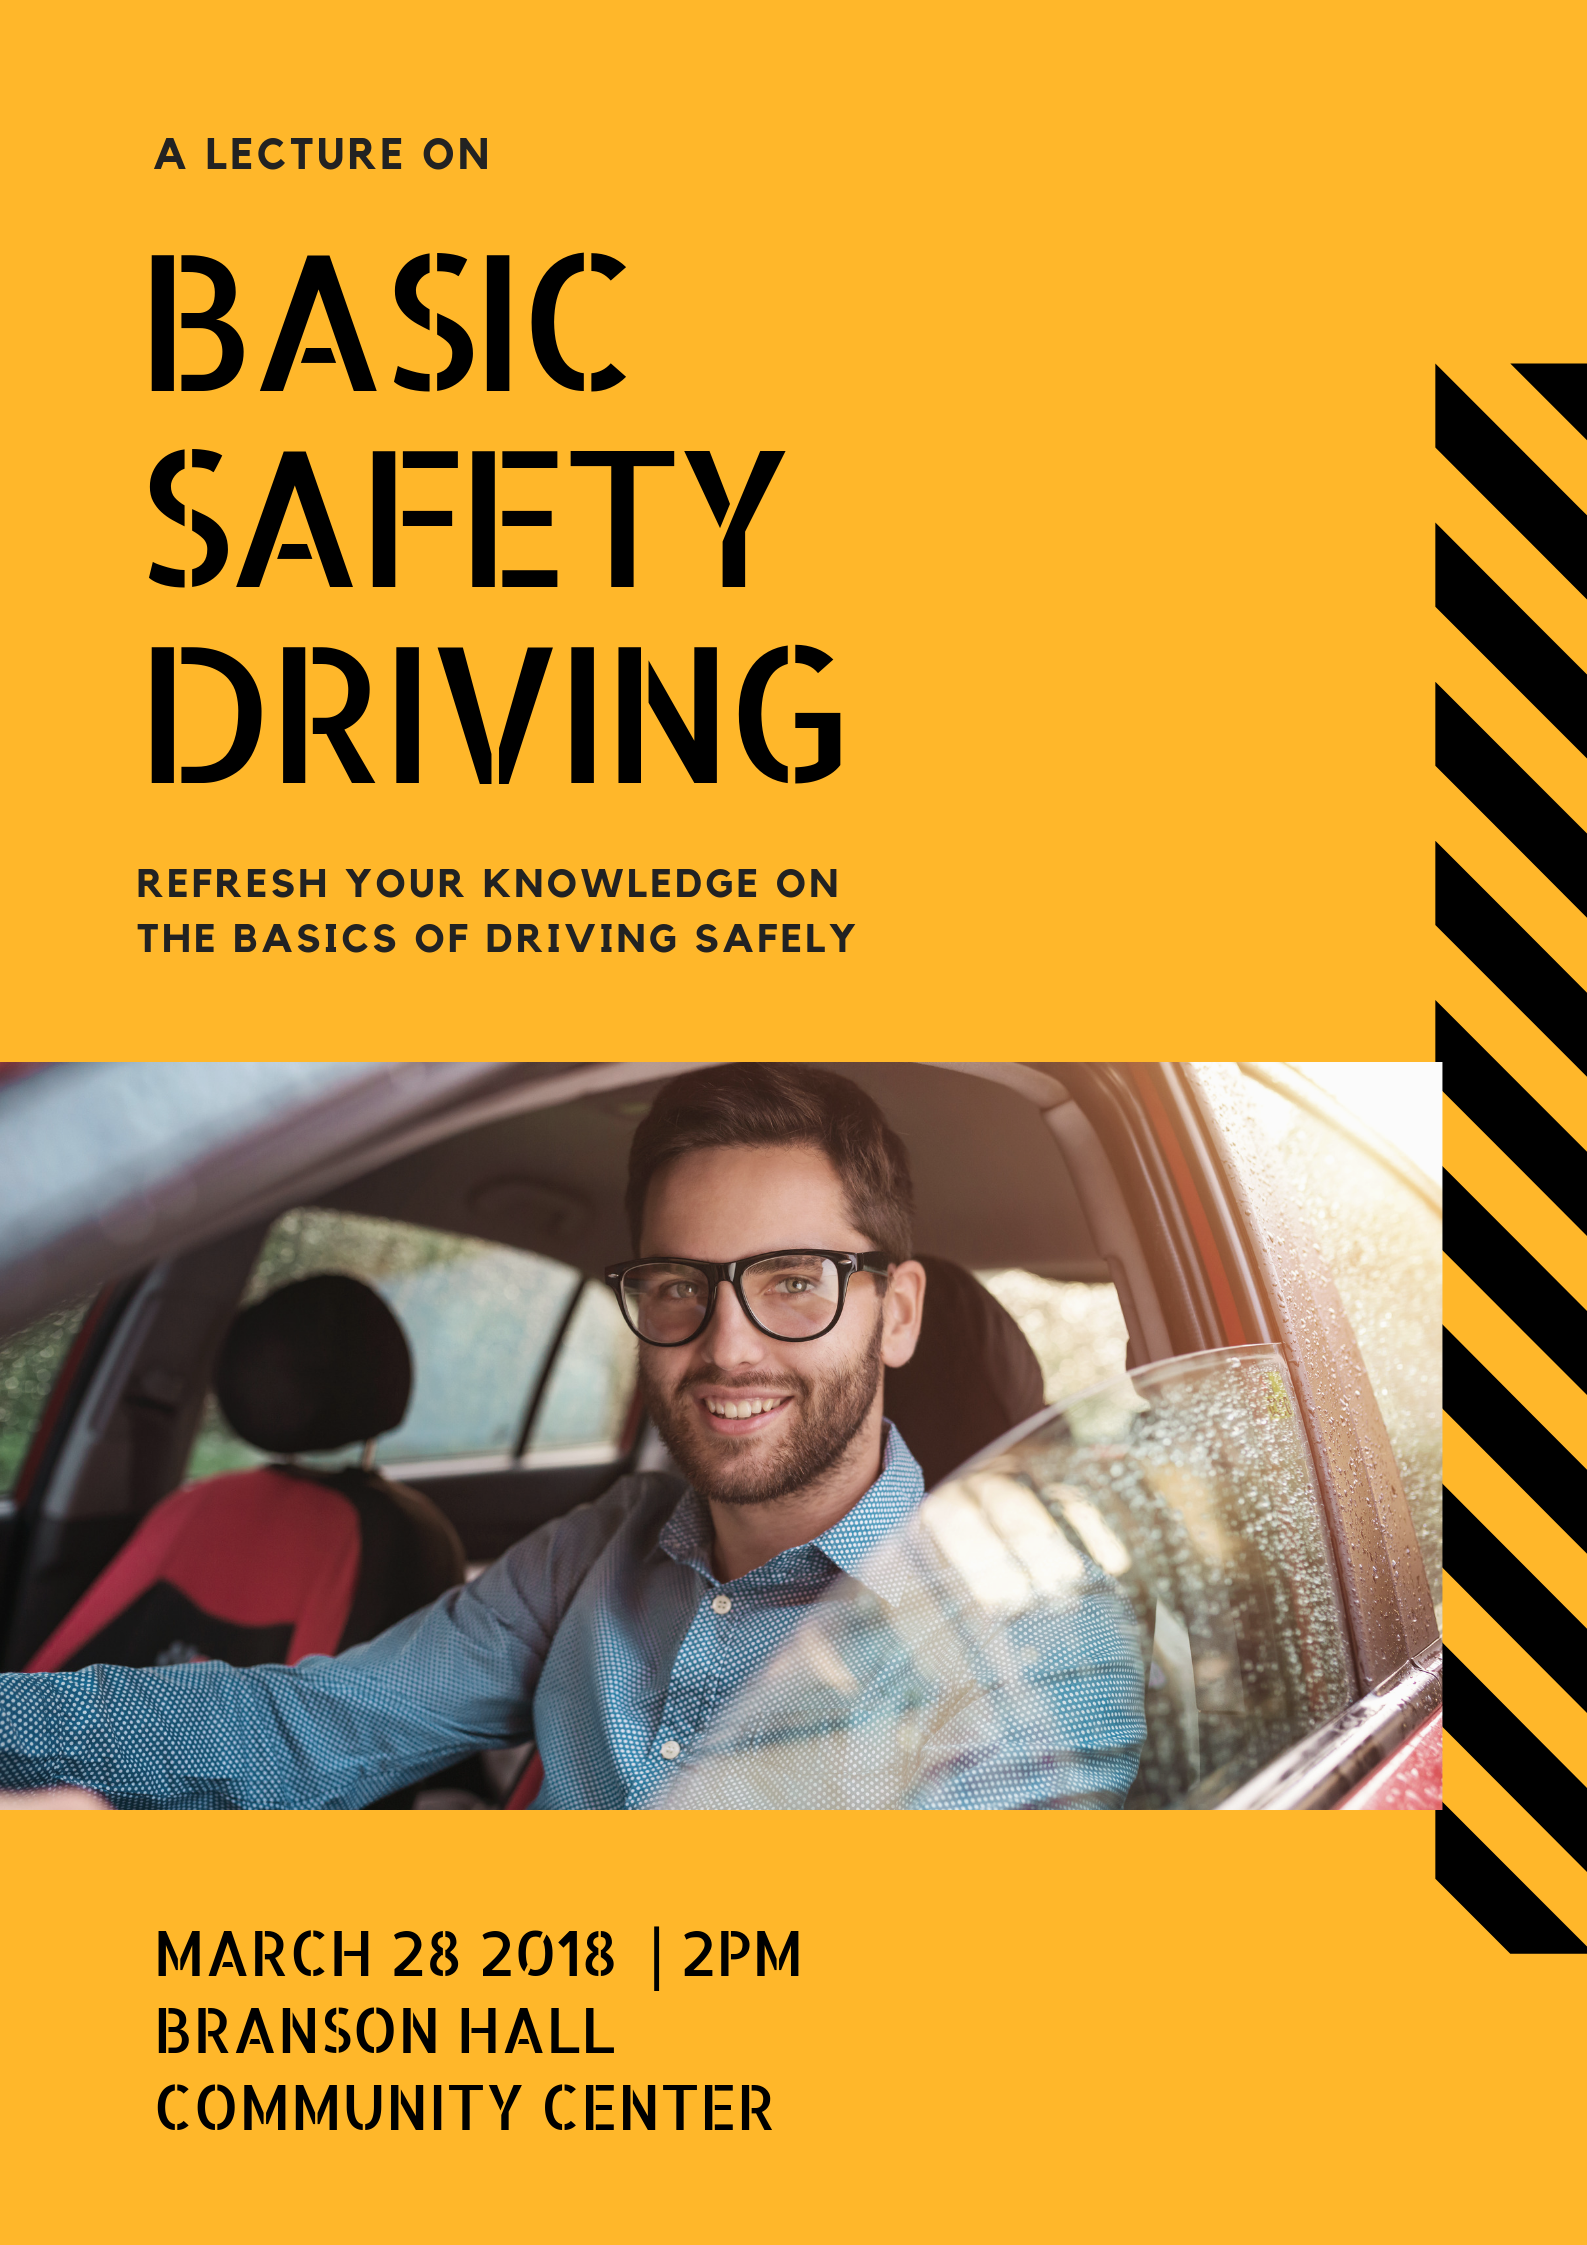 A LECTURE ON
BASIC
SAFETY
DRIVING
REFRESH YOUR KNOWLEDGE ON
THE BASICS OF DRIVING SAFELY
MARCH 28 2018 | 2PM
BRANSON HALL
COMMUNITY CENTER